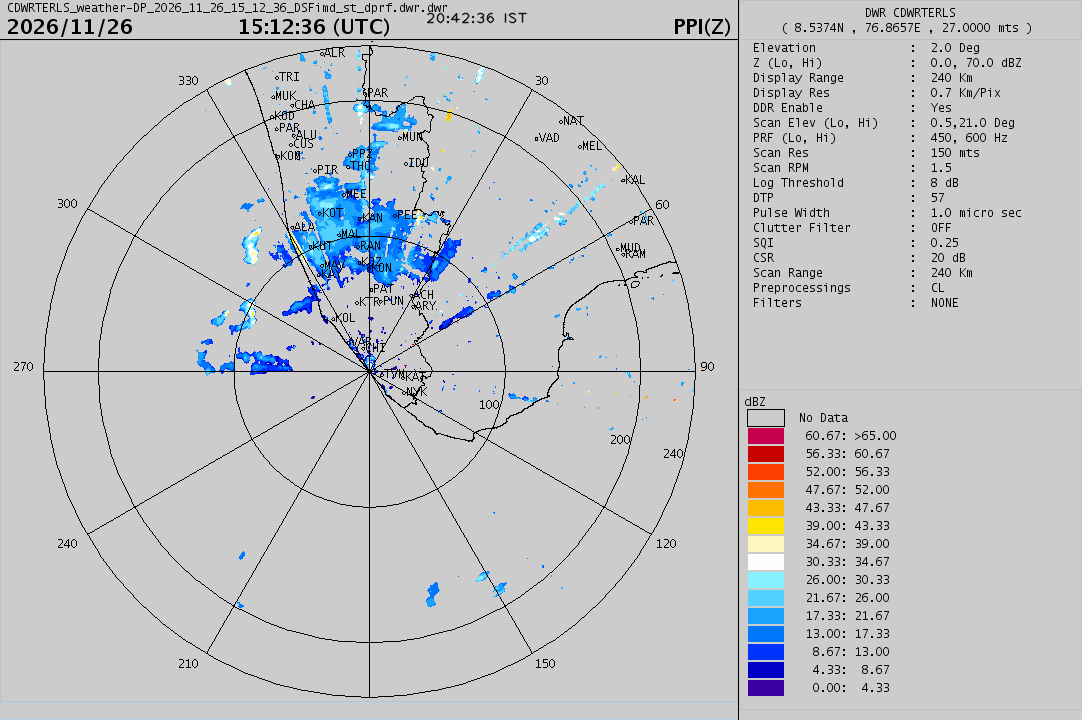 CDWRTERLS_weather-DP_2026_11_26_15_12_36_DSFimd_st_dprf.dwr.dwr
2026/11/26 15:12:36 (UTC) 20:42:36 IST PPI(Z)
DWR CDWRTERLS
( 8.5374N , 76.8657E , 27.0000 mts )
Elevation : 2.0 Deg
Z (Lo, Hi) : 0.0, 70.0 dBZ
Display Range : 240 Km
Display Res : 0.7 Km/Pix
DDR Enable : Yes
Scan Elev (Lo, Hi) : 0.5,21.0 Deg
PRF (Lo, Hi) : 450, 600 Hz
Scan Res : 150 mts
Scan RPM : 1.5
Log Threshold : 8 dB
DTP : 57
Pulse Width : 1.0 micro sec
Clutter Filter : OFF
SQI : 0.25
CSR : 20 dB
Scan Range : 240 Km
Preprocessings : CL
Filters : NONE
dBZ
No Data
60.67: >65.00
56.33: 60.67
52.00: 56.33
47.67: 52.00
43.33: 47.67
39.00: 43.33
34.67: 39.00
30.33: 34.67
26.00: 30.33
21.67: 26.00
17.33: 21.67
13.00: 17.33
8.67: 13.00
4.33: 8.67
0.00: 4.33
ALR
330
TRI
30
MUK
PAR
CHA
KOD
NAT
PAR
ALU
MUN
VAD
CUS
MEL
KOM
PPZ
THO
IDU
PIR
KAL
MEE
300
60
KOT
KAN
PEE
PAR
ALA
MAL
KUT
RAN
MUD
RAM
MAV
KOZ
KON
KAY
PAT
ACH
KTR
PUN
ARY
KOL
VAR
CHI
270
90
TVM
KAT
NYK
100
200
240
240
120
210
150